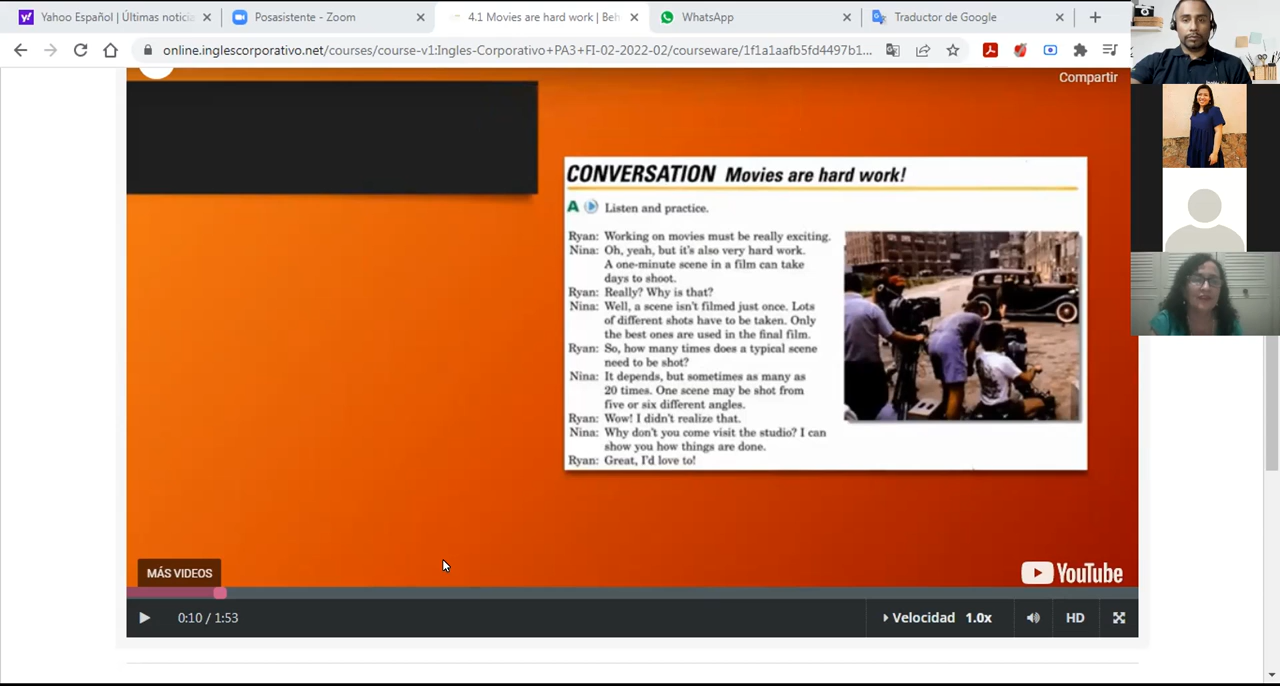 Yahoo Español | Últimas noticia
Posasistente - Zoom
4.1 Movies are hard work | Beh
WhatsApp
Traductor de Google
online.inglescorporativo.net/courses/course-v1:Ingles-Corporativo+PA3+FI-02-2022-02/courseware/1f1a1aafb5fd4497b1...
Compartir
CONVERSATION Movies are hard work!
A Listen and practice.
Ryan: Working on movies must be really exciting.
Nina: Oh, yeah, but it's also very hard work.
A one-minute scene in a film can take
days to shoot.
Ryan: Really? Why is that?
Nina: Well, a scene isn't filmed just once. Lots
of different shots have to be taken. Only
the best ones are used in the final film.
Ryan: So, how many times does a typical scene
need to be shot?
Nina: It depends, but sometimes as many as
20 times. One scene may be shot from
five or six different angles.
Ryan: Wow! I didn't realize that.
Nina: Why don't you come visit the studio? I can
show you how things are done.
Ryan: Great, I'd love to!
MÁS VIDEOS
YouTube
0:10 / 1:53
Velocidad 1.0x
HD